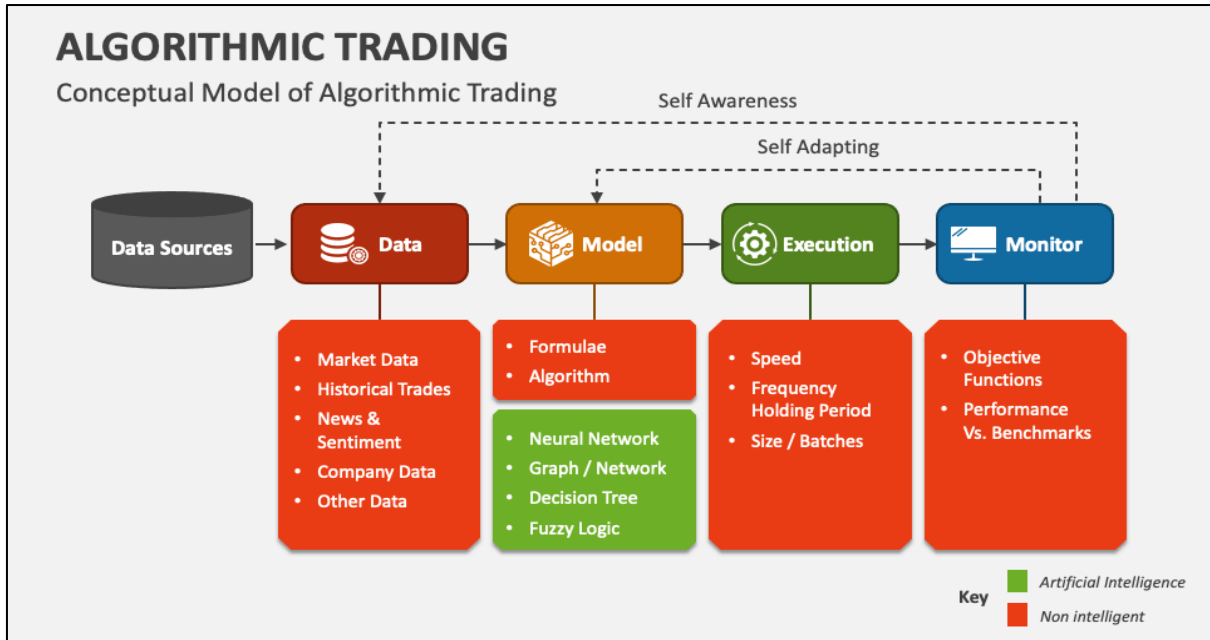 ALGORITHMIC TRADING
Conceptual Model of Algorithmic Trading
Self Awareness
Self Adapting
Data Sources
Data
Model
Execution
Monitor
• Market Data
• Historical Trades
• News &
Sentiment
• Company Data
• Other Data
• Formulae
• Algorithm
• Neural Network
• Graph / Network
• Decision Tree
• Fuzzy Logic
• Speed
• Frequency
Holding Period
• Size / Batches
• Objective
Functions
• Performance
Vs. Benchmarks
Key
Artificial Intelligence
Non intelligent